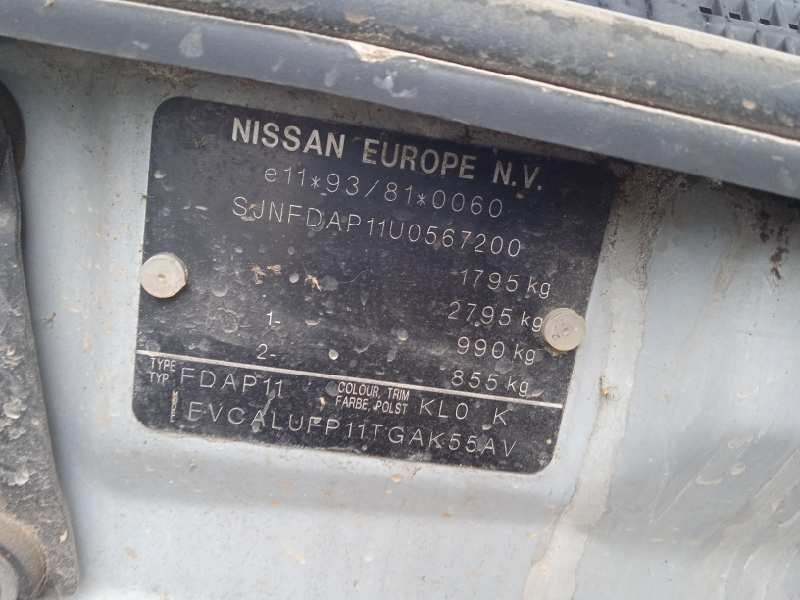 NISSAN EUROPE N.V.
e11*93/81*0060
SJNFDAP11U0567200
1795 kg
2795 kg
1- 990 kg
2- 855 kg
TYPE TYP FDAP11 COLOUR, TRIM FARBE, POLST KL0 K
EVCALUFP11TGAK55AV